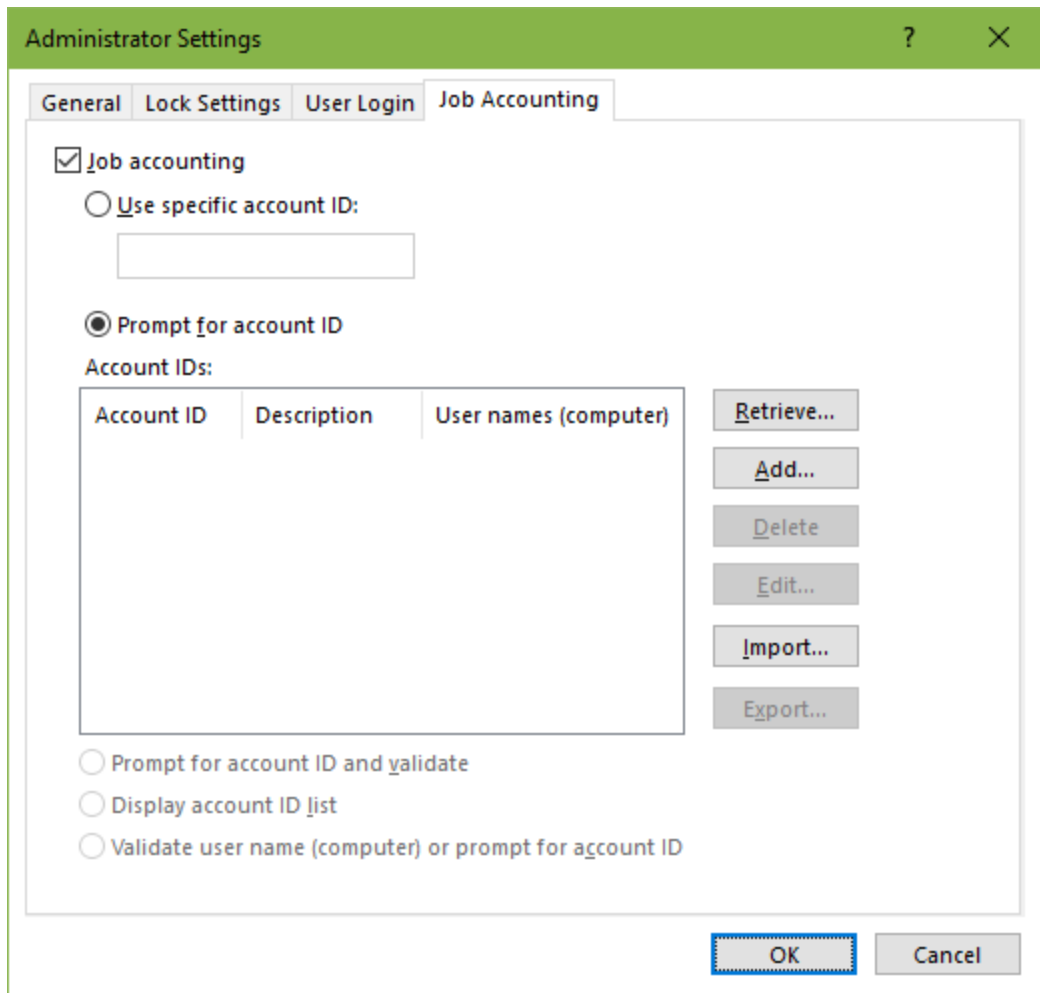 Administrator Settings ?
General Lock Settings User Login Job Accounting
Job accounting
Use specific account ID:
Prompt for account ID
Account IDs:
Account ID Description User names (computer)
Retrieve...
Add...
Delete
Edit...
Import...
Export...
Prompt for account ID and validate
Display account ID list
Validate user name (computer) or prompt for account ID
OK Cancel